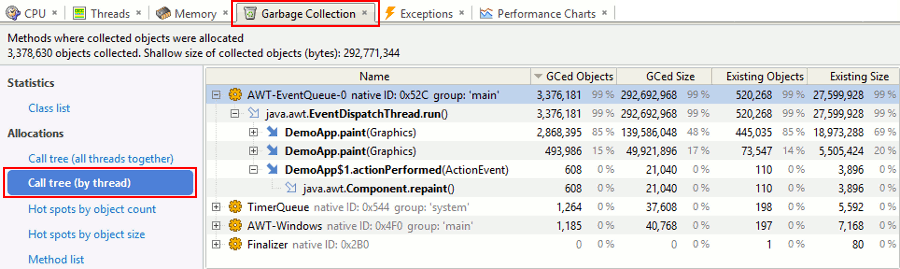 CPU × Threads × Memory × Garbage Collection × Exceptions × Performance Charts ×
Methods where collected objects were allocated
3,378,630 objects collected. Shallow size of collected objects (bytes): 292,771,344
Statistics
Class list
Allocations
Call tree (all threads together)
Call tree (by thread)
Hot spots by object count
Hot spots by object size
Method list
Name GCed Objects GCed Size Existing Objects Existing Size
AWT-EventQueue-0 native ID: 0x52C group: 'main' 3,376,181 99 % 292,692,968 99 % 520,268 99 % 27,599,928 99 %
java.awt.EventDispatchThread.run() 3,376,181 99 % 292,692,968 99 % 520,268 99 % 27,599,928 99 %
DemoApp.paint(Graphics) 2,868,395 85 % 139,586,048 48 % 445,035 85 % 18,973,288 69 %
DemoApp.paint(Graphics) 493,986 15 % 49,921,896 17 % 73,547 14 % 5,505,424 20 %
DemoApp$1.actionPerformed(ActionEvent) 608 0 % 21,040 0 % 110 0 % 3,896 0 %
java.awt.Component.repaint() 608 0 % 21,040 0 % 110 0 % 3,896 0 %
TimerQueue native ID: 0x544 group: 'system' 1,264 0 % 37,608 0 % 198 0 % 5,592 0 %
AWT-Windows native ID: 0x4F0 group: 'main' 1,185 0 % 40,768 0 % 197 0 % 7,168 0 %
Finalizer native ID: 0x2B0 0 0 % 0 0 % 1 0 % 80 0 %